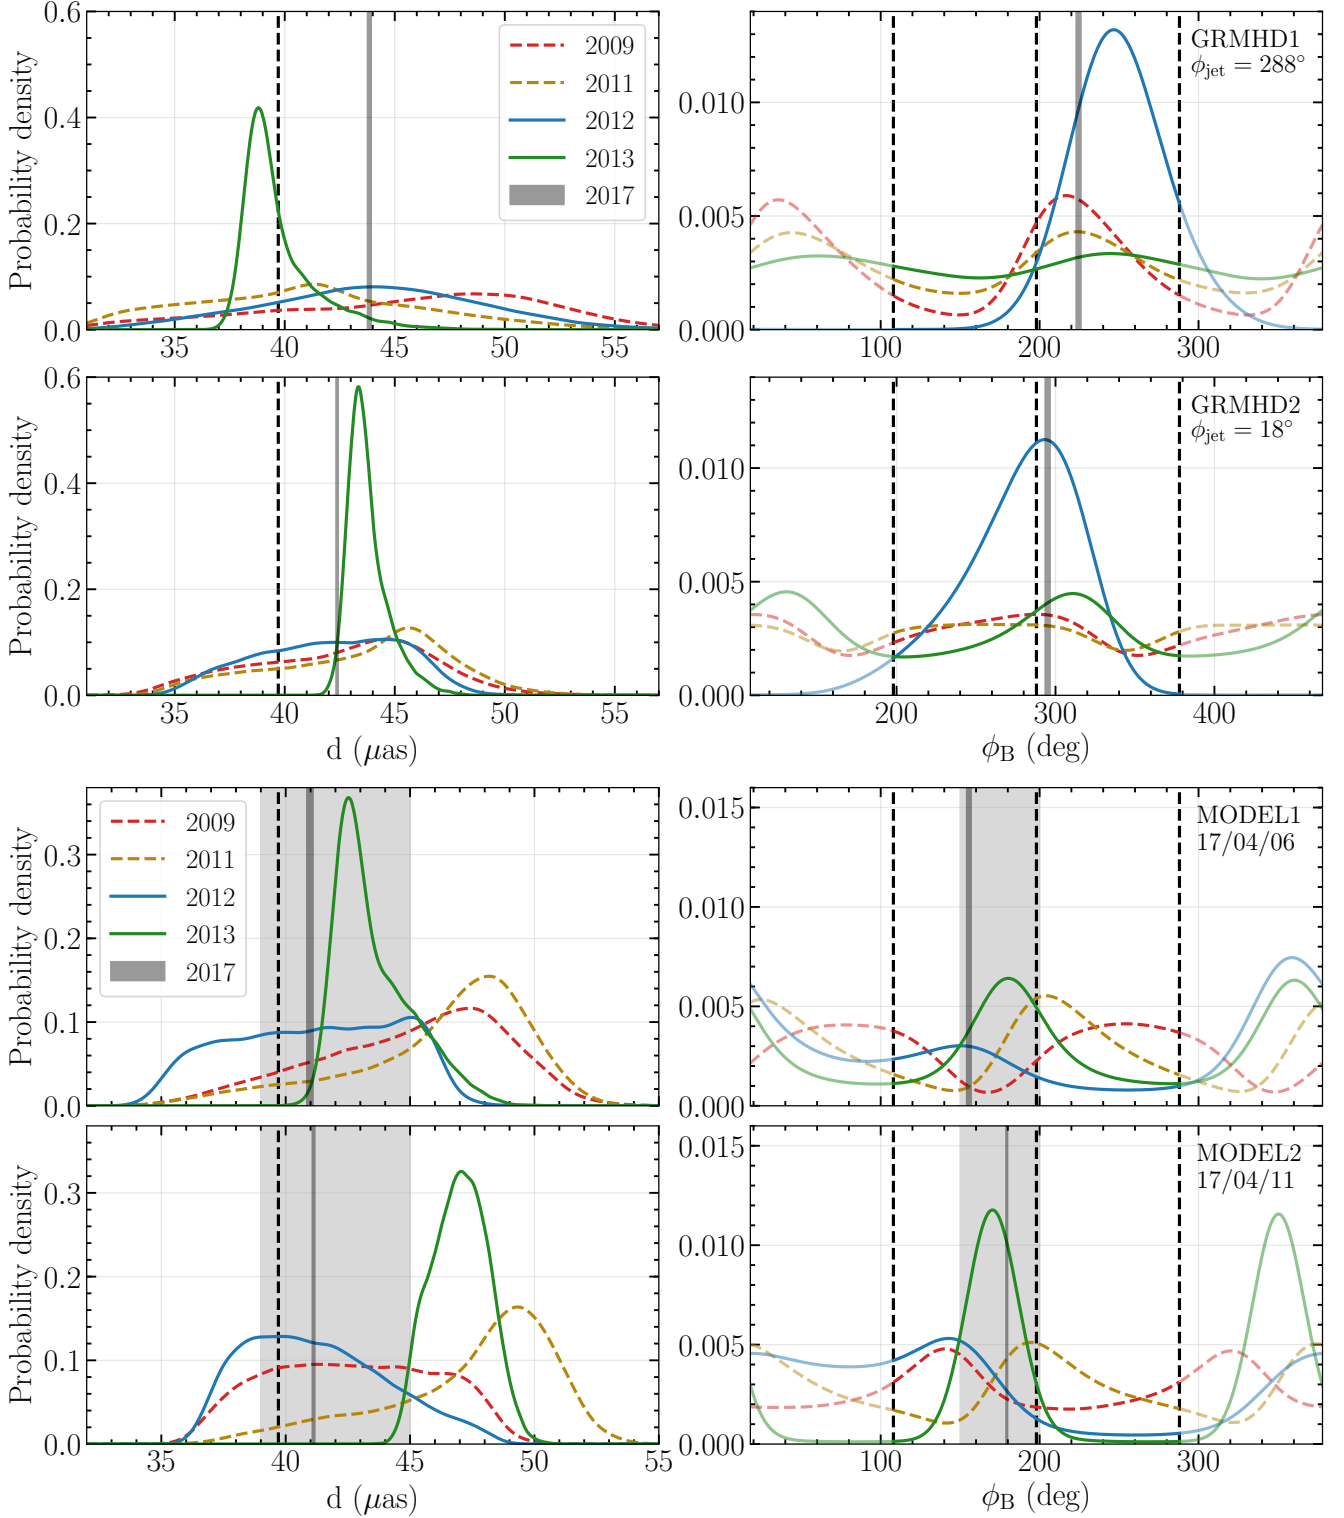 0.6
0.4
0.2
0.0
Probability density
2009
2011
2012
2013
2017
35 40 45 50 55
0.010
0.005
0.000
GRMHD1
ϕjet = 288°
100 200 300
0.6
0.4
0.2
0.0
Probability density
35 40 45 50 55
d (μas)
0.010
0.005
0.000
GRMHD2
ϕjet = 18°
200 300 400
ϕB (deg)
0.3
0.2
0.1
0.0
Probability density
2009
2011
2012
2013
2017
0.015
0.010
0.005
0.000
MODEL1
17/04/06
0.3
0.2
0.1
0.0
Probability density
35 40 45 50 55
d (μas)
0.015
0.010
0.005
0.000
MODEL2
17/04/11
100 200 300
ϕB (deg)